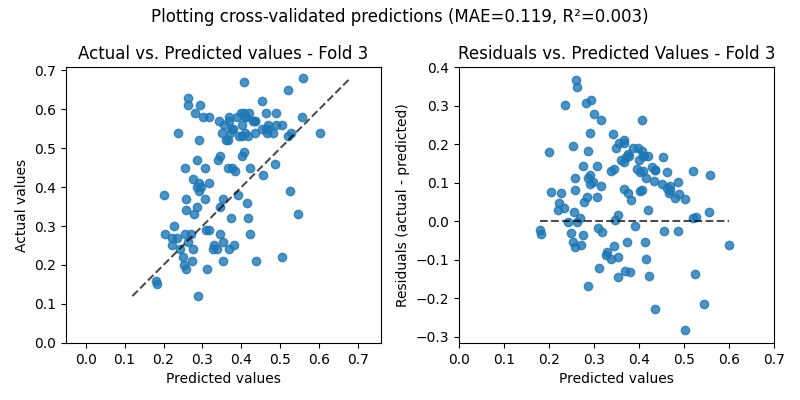 Plotting cross-validated predictions (MAE=0.119, R²=0.003)
Actual vs. Predicted values - Fold 3
0.7
0.6
0.5
0.4
0.3
0.2
0.1
0.0
Actual values
0.0 0.1 0.2 0.3 0.4 0.5 0.6 0.7
Predicted values
Residuals vs. Predicted Values - Fold 3
0.4
0.3
0.2
0.1
0.0
−0.1
−0.2
−0.3
Residuals (actual - predicted)
0.0 0.1 0.2 0.3 0.4 0.5 0.6 0.7
Predicted values